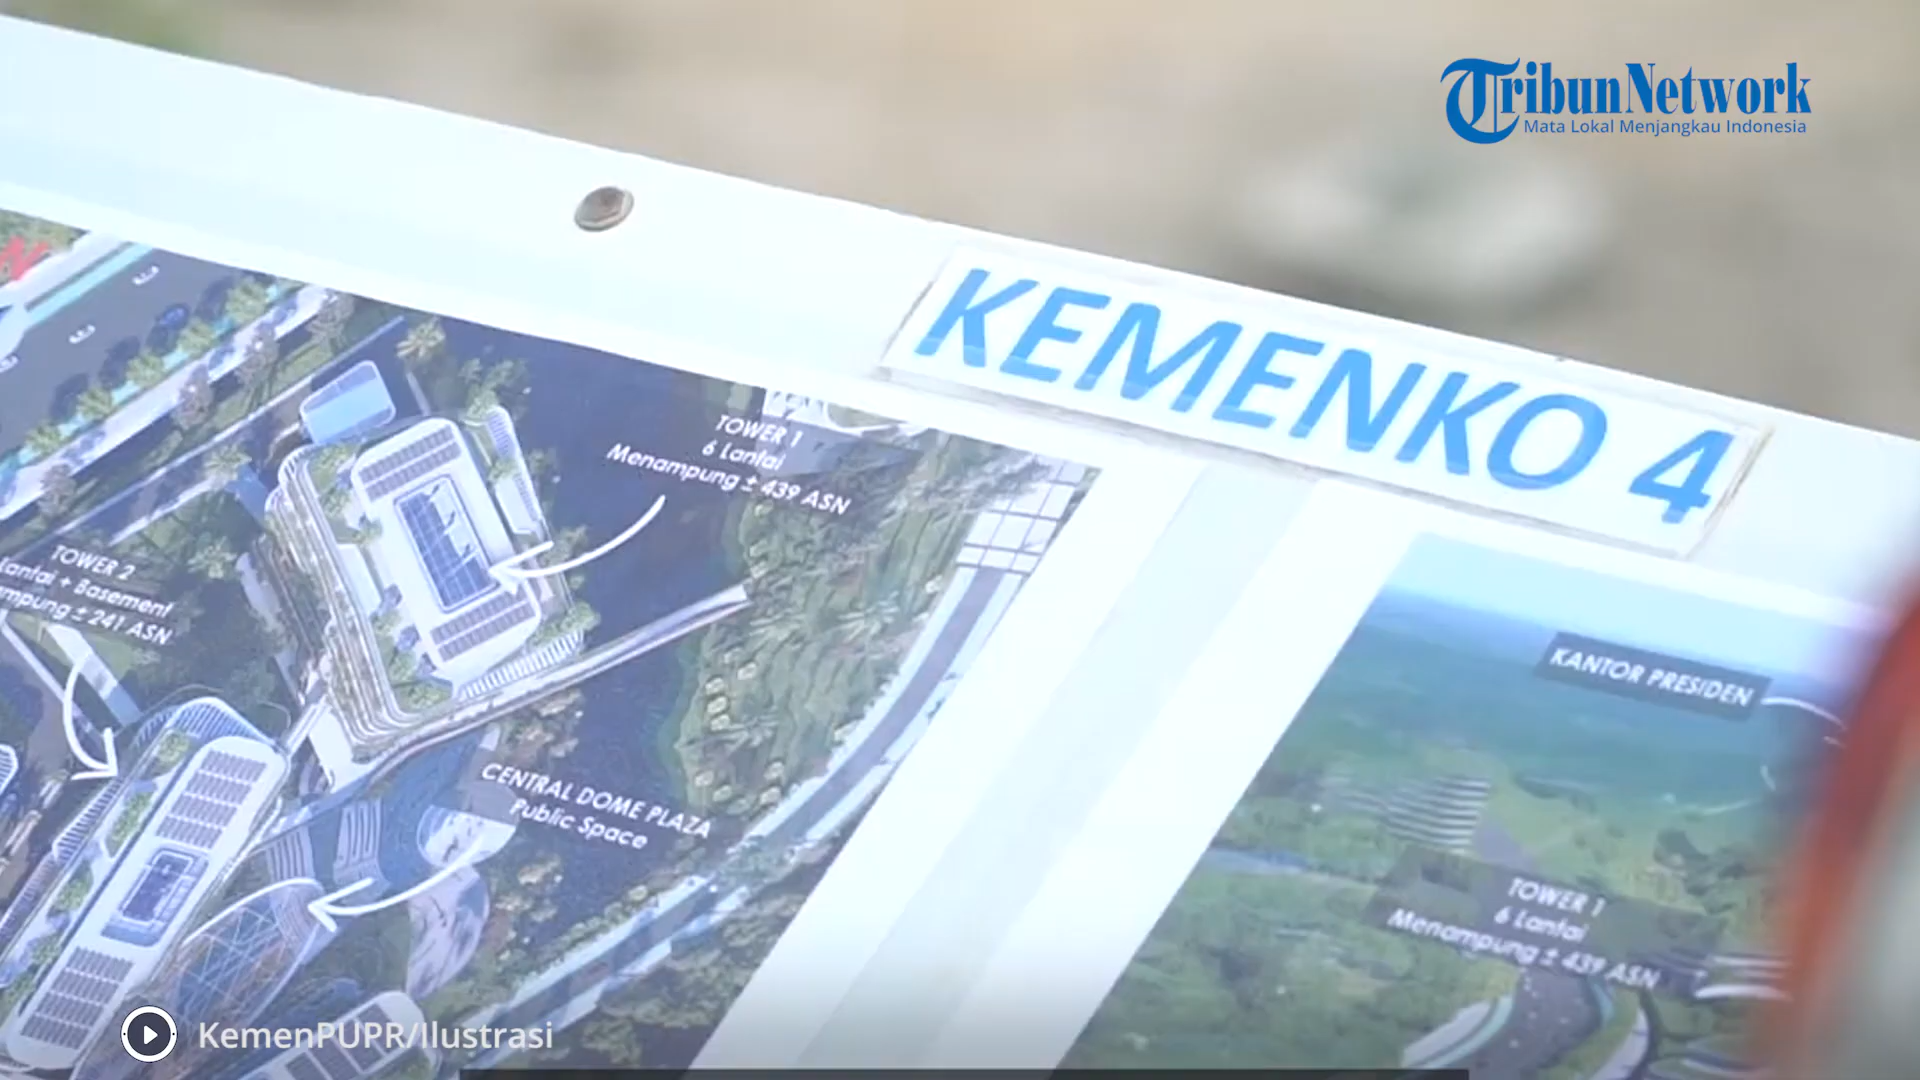 TribunNetwork
Mata Lokal Menjangkau Indonesia
KEMENKO 4
TOWER 1
6 Lantai
Menampung ± 439 ASN
TOWER 2
Lantai + Basement
± 241 ASN
CENTRAL DOME PLAZA
Public Space
KANTOR PRESIDEN
TOWER 1
6 Lantai
Menampung ± 439 ASN
KemenPUPR/Ilustrasi